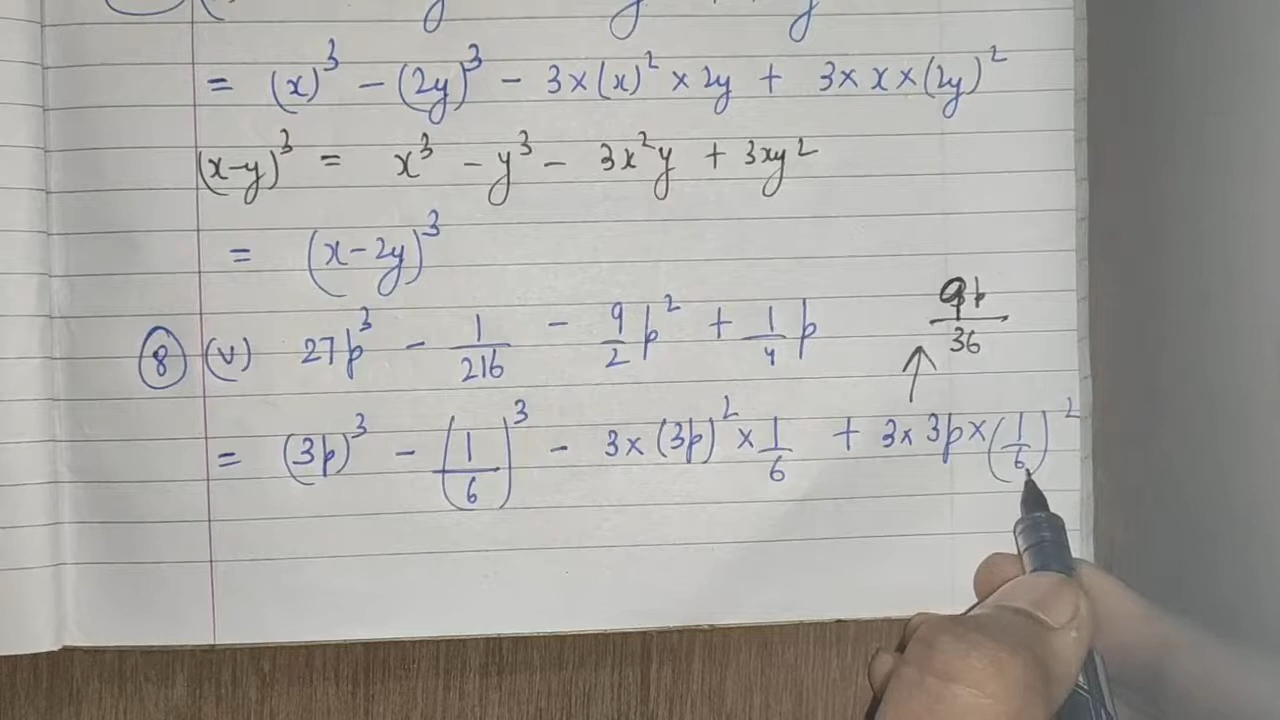 = (x)³ - (2y)³ - 3×(x)²×2y + 3×x×(2y)²
(x-y)³ = x³ - y³ - 3x²y + 3xy²
= (x-2y)³
8 (v) 27p³ - 1/216 - 9/2 p² + 1/4 p
9p/36
= (3p)³ - (1/6)³ - 3×(3p)²×1/6 + 3×3p×(1/6)²